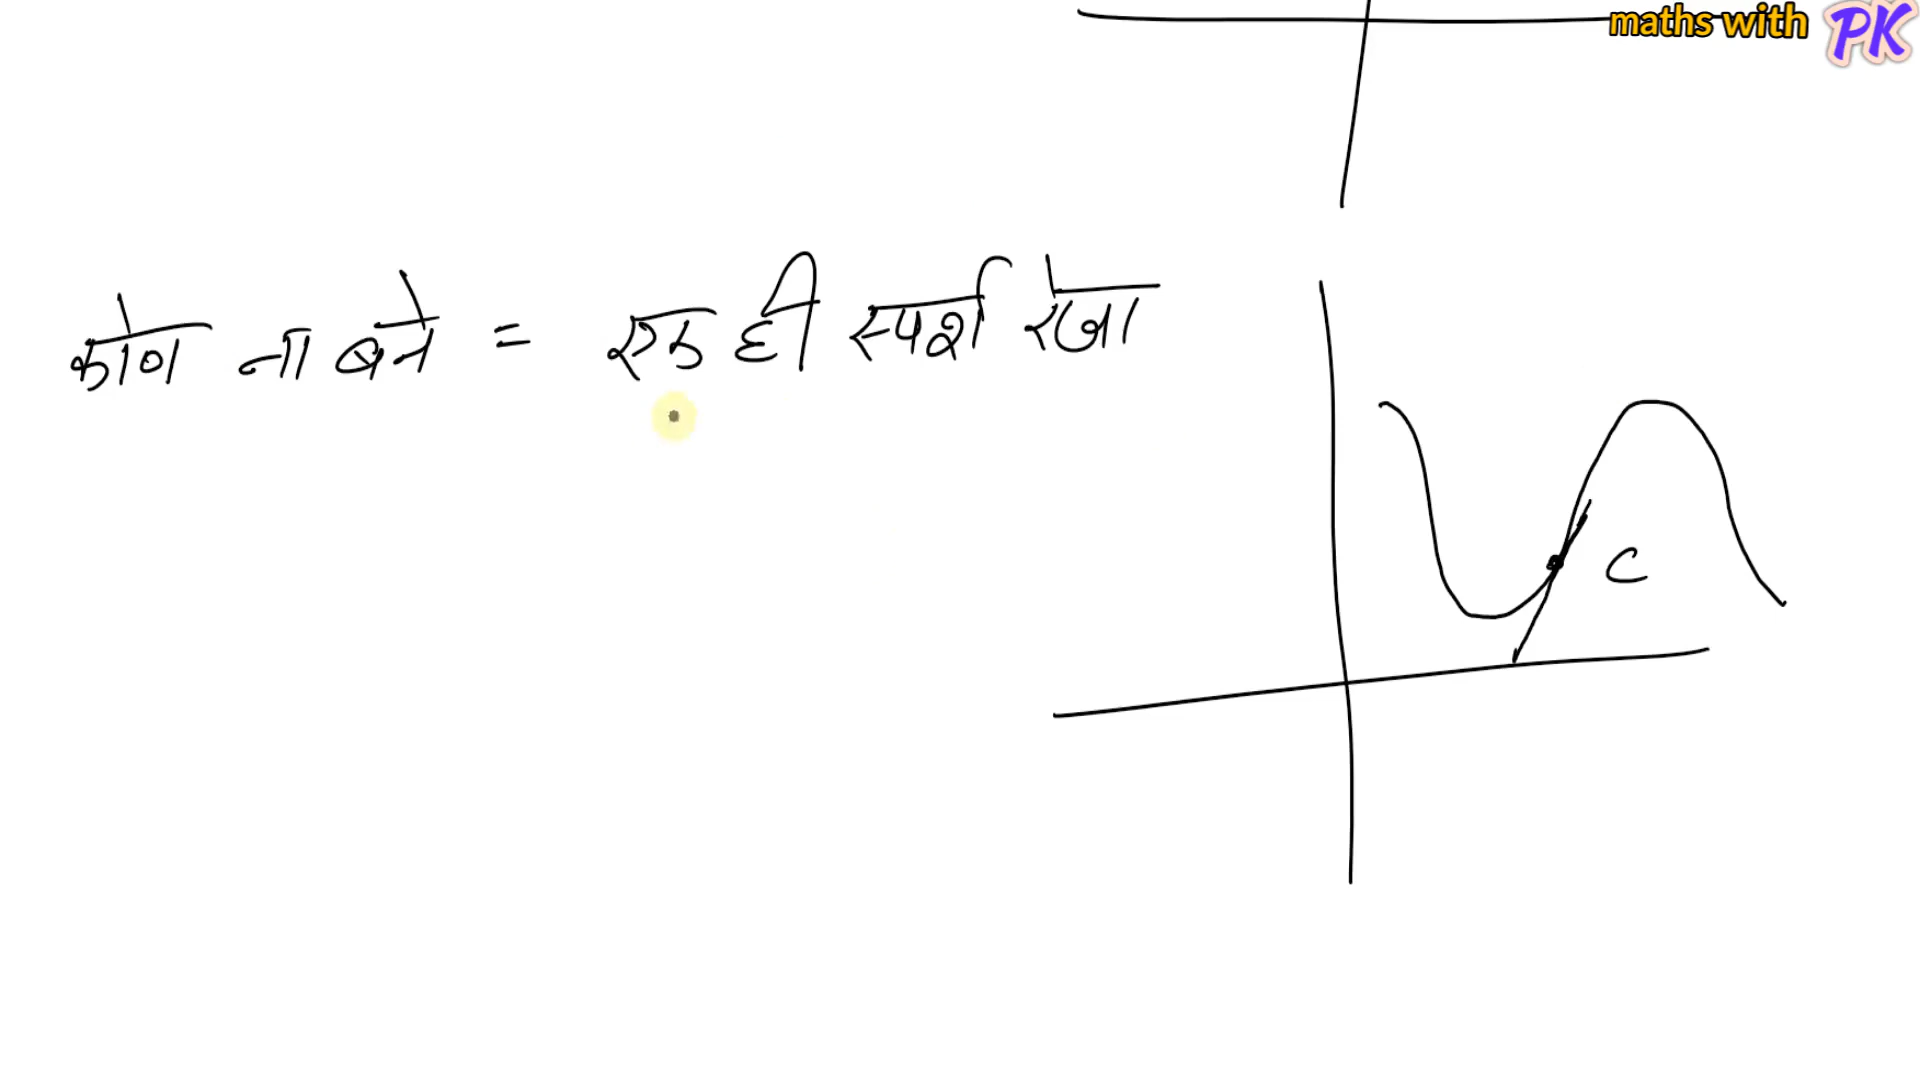 maths with PK
कोण ना बने = एक ही स्पर्श रेखा
C